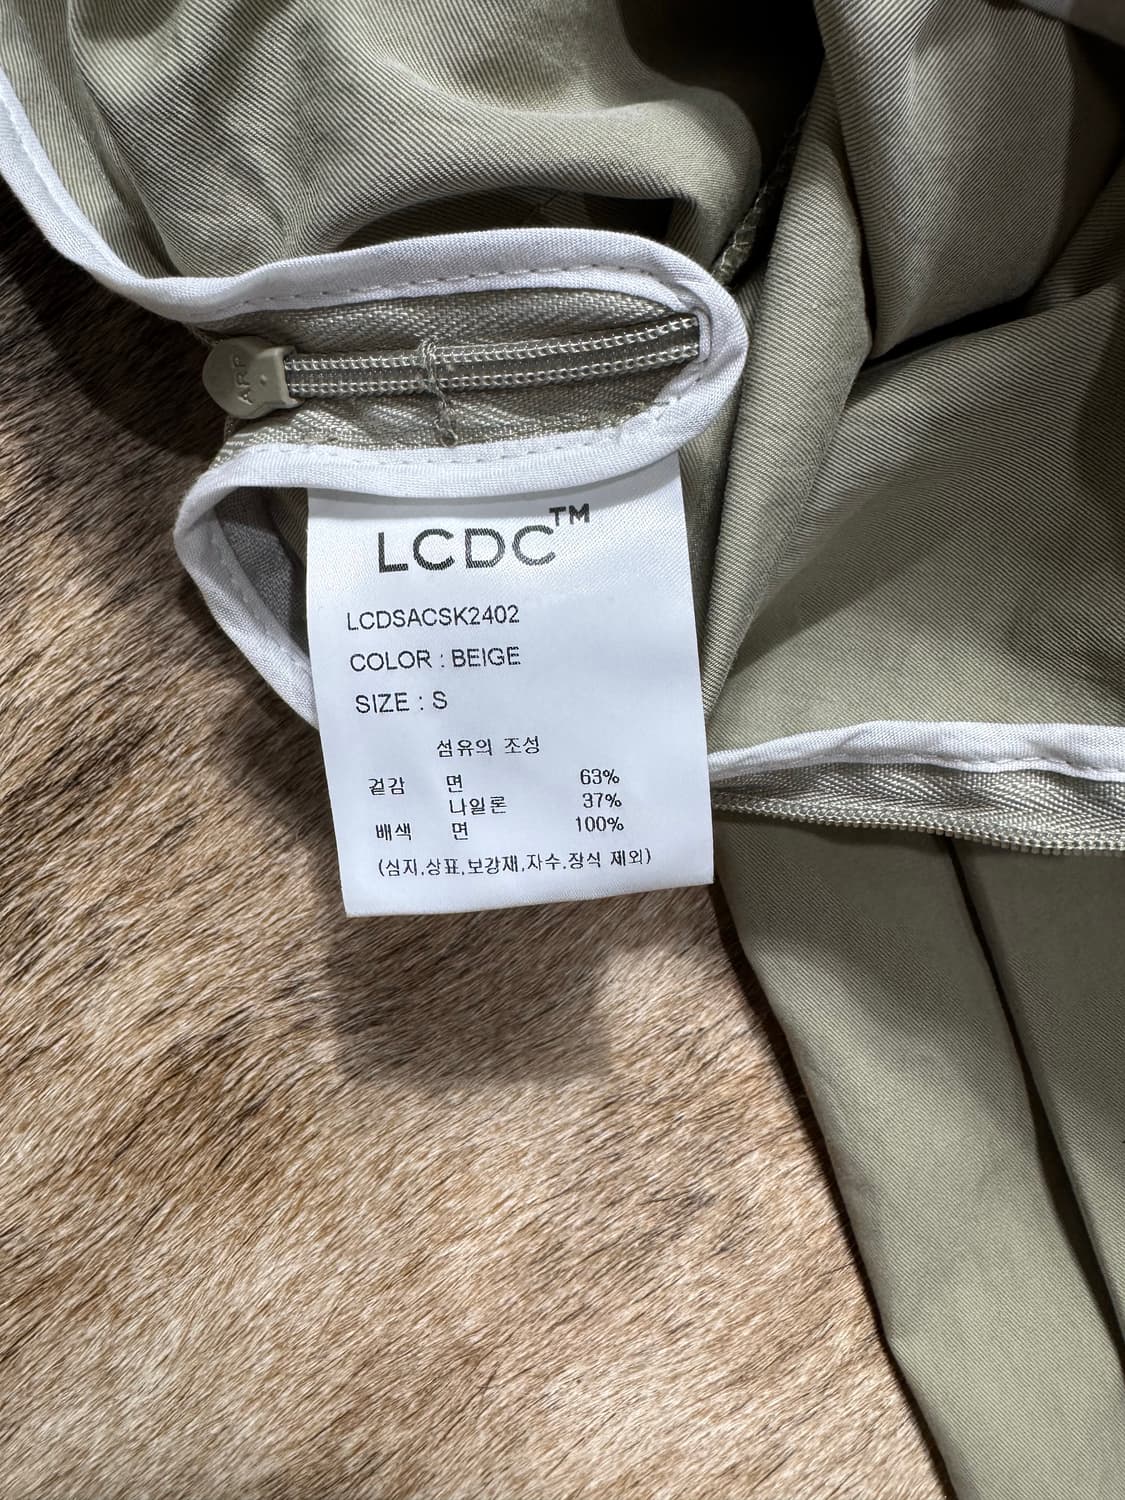 LCDC™
LCDSACSK2402
COLOR : BEIGE
SIZE : S
섬유의 조성
겉감 면 63%
나일론 37%
배색 면 100%
(심지,상표,보강재,자수.장식 제외)